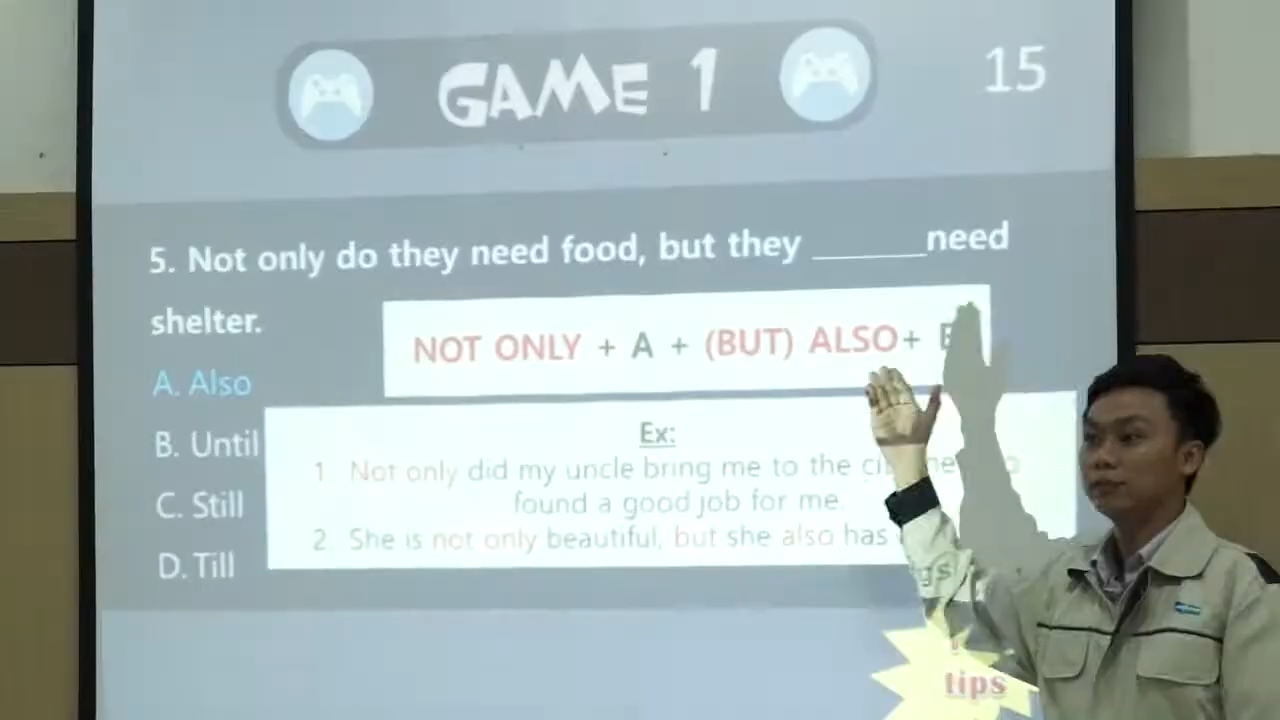 GAME 1
15
5. Not only do they need food, but they ______need
shelter.
NOT ONLY + A + (BUT) ALSO+
A. Also
B. Until
C. Still
D. Till
Ex:
1. Not only did my uncle bring me to the
found a good job for me.
2. She is not only beautiful, but she also has
tips